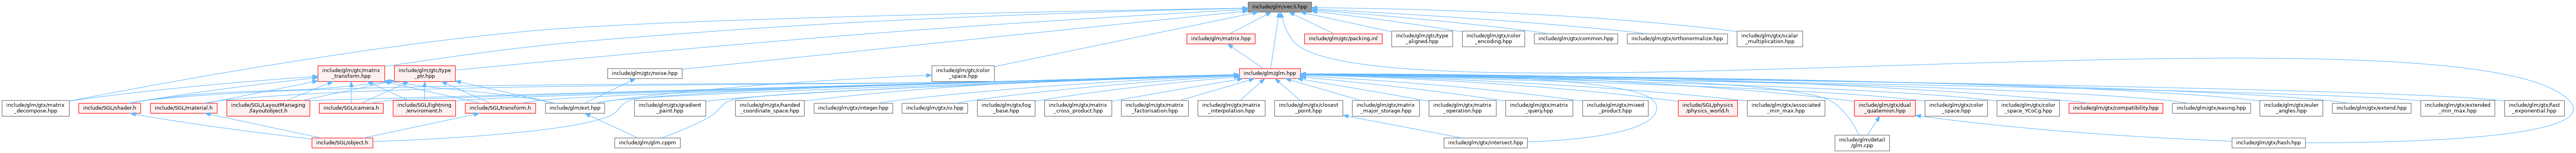 include/glm/vec3.hpp
include/glm/matrix.hpp
include/glm/gtc/packing.inl
include/glm/gtc/type
_aligned.hpp
include/glm/gtx/color
_encoding.hpp
include/glm/gtx/common.hpp
include/glm/gtx/orthonormalize.hpp
include/glm/gtx/scalar
_multiplication.hpp
include/glm/gtc/matrix
_transform.hpp
include/glm/gtc/type
_ptr.hpp
include/glm/gtc/noise.hpp
include/glm/gtc/color
_space.hpp
include/glm/glm.hpp
include/glm/gtx/matrix
_decompose.hpp
include/SGL/shader.h
include/SGL/material.h
include/SGL/LayoutManaging
/layoutobject.h
include/SGL/camera.h
include/SGL/lightning
/enviroment.h
include/SGL/transform.h
include/glm/ext.hpp
include/glm/gtx/gradient
_paint.hpp
include/glm/gtx/handed
_coordinate_space.hpp
include/glm/gtx/integer.hpp
include/glm/gtx/io.hpp
include/glm/gtx/fog
_base.hpp
include/glm/gtx/matrix
_cross_product.hpp
include/glm/gtx/matrix
_factorisation.hpp
include/glm/gtx/matrix
_interpolation.hpp
include/glm/gtx/closest
_point.hpp
include/glm/gtx/matrix
_major_storage.hpp
include/glm/gtx/matrix
_operation.hpp
include/glm/gtx/matrix
_query.hpp
include/glm/gtx/mixed
_product.hpp
include/SGL/physics
/physics_world.h
include/glm/gtx/associated
_min_max.hpp
include/glm/gtx/dual
_quaternion.hpp
include/glm/gtx/color
_space.hpp
include/glm/gtx/color
_space_YCoCg.hpp
include/glm/gtx/compatibility.hpp
include/glm/gtx/easing.hpp
include/glm/gtx/euler
_angles.hpp
include/glm/gtx/extend.hpp
include/glm/gtx/extended
_min_max.hpp
include/glm/gtx/fast
_exponential.hpp
include/SGL/object.h
include/glm/glm.cppm
include/glm/gtx/intersect.hpp
include/glm/detail
/glm.cpp
include/glm/gtx/hash.hpp